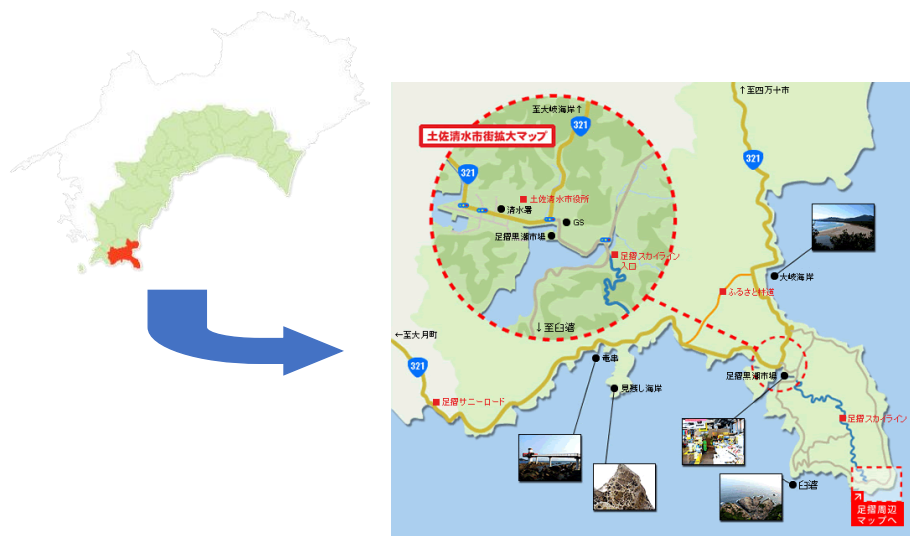 ↑至四万十市
至大岐海岸↑
321
土佐清水市街拡大マップ
321
321
土佐清水市役所
清水署
GS
足摺黒潮市場
足摺スカイライン
入口
大岐海岸
ふるさと林道
↓至臼碆
←至大月町
竜串
321
足摺黒潮市場
見残し海岸
足摺サニーロード
足摺スカイライン
臼碆
足摺周辺
マップへ